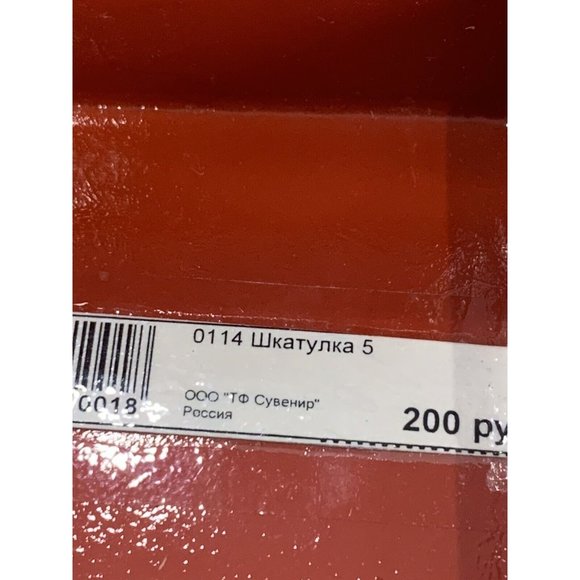 0114 Шкатулка 5
ООО "ТФ Сувенир"
Россия
0018
200 ру